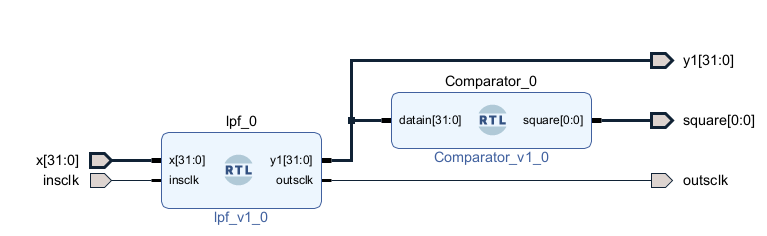 y1[31:0]
Comparator_0
datain[31:0] RTL square[0:0]
square[0:0]
Comparator_v1_0
lpf_0
x[31:0]
insclk
x[31:0] y1[31:0]
RTL
insclk outsclk
outsclk
lpf_v1_0